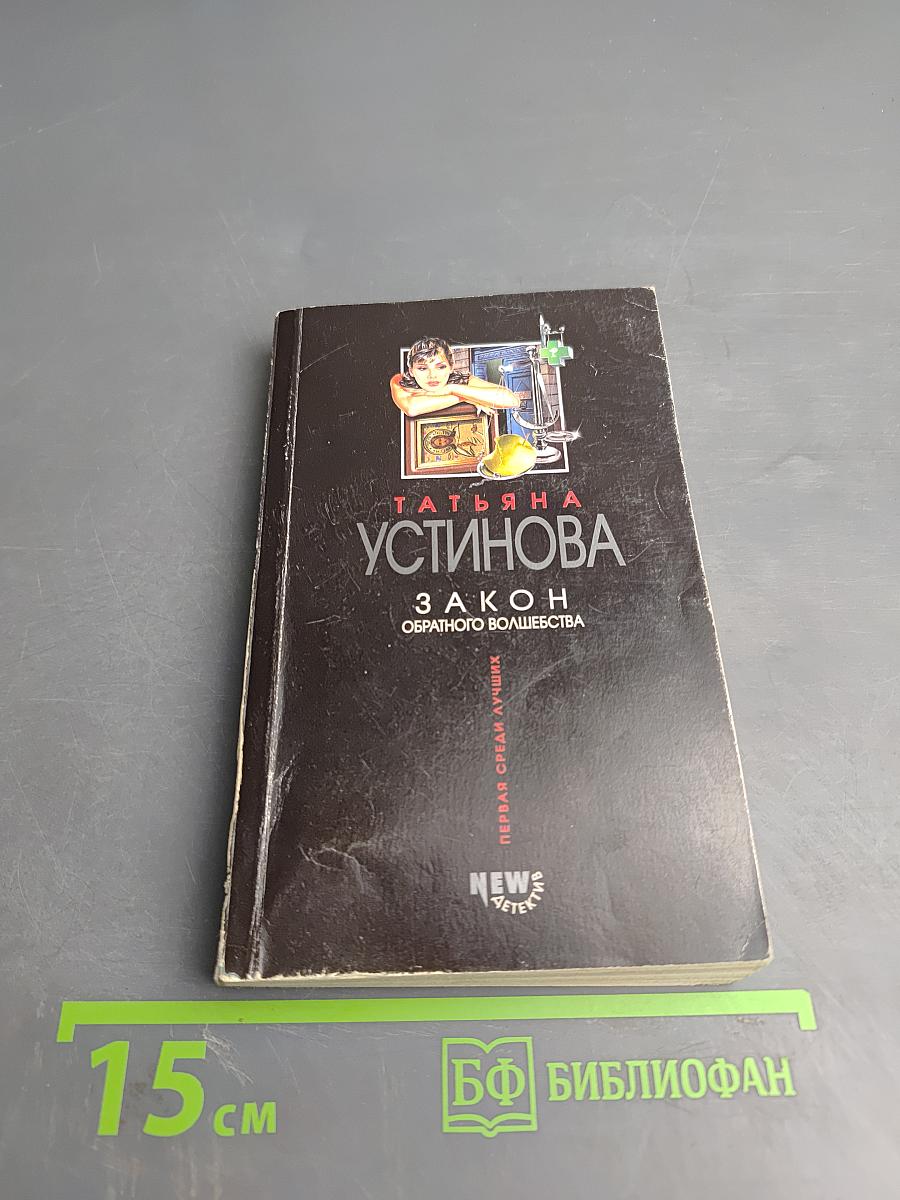 ТАТЬЯНА
УСТИНОВА
ЗАКОН
ОБРАТНОГО ВОЛШЕБСТВА
ПЕРВАЯ СРЕДИ ЛУЧШИХ
NEW
ДЕТЕКТИВ
15 см
БФ БИБЛИОФАН